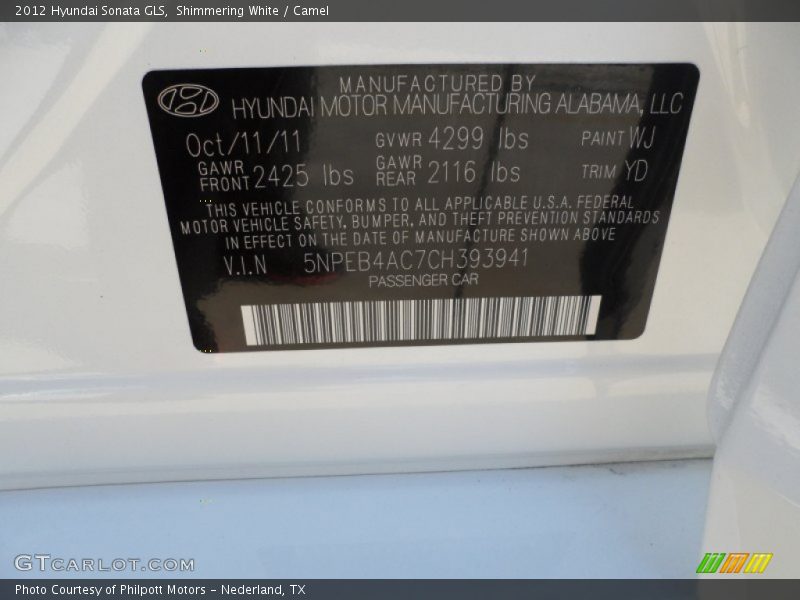 2012 Hyundai Sonata GLS, Shimmering White / Camel
MANUFACTURED BY
HYUNDAI MOTOR MANUFACTURING ALABAMA, LLC
Oct/11/11 GVWR 4299 lbs PAINT WJ
GAWR FRONT 2425 lbs GAWR REAR 2116 lbs TRIM YD
THIS VEHICLE CONFORMS TO ALL APPLICABLE U.S.A. FEDERAL
MOTOR VEHICLE SAFETY, BUMPER, AND THEFT PREVENTION STANDARDS
IN EFFECT ON THE DATE OF MANUFACTURE SHOWN ABOVE
V.I.N 5NPEB4AC7CH393941
PASSENGER CAR
GTCARLOT.COM
Photo Courtesy of Philpott Motors - Nederland, TX